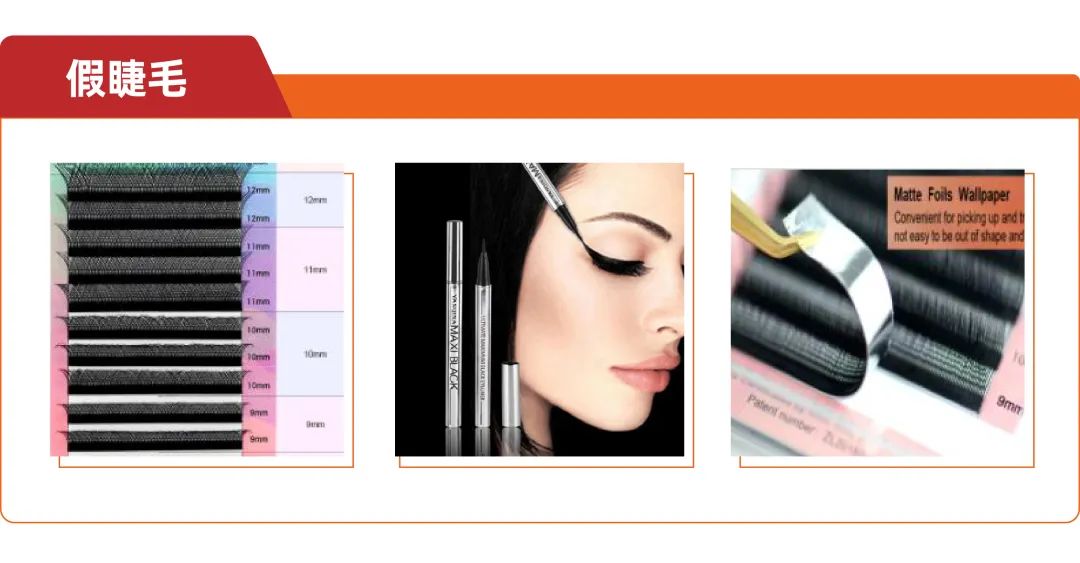 假睫毛
12mm
12mm
12mm
11mm
11mm
11mm
11mm
10mm
10mm
10mm
10mm
9mm
9mm
9mm
MAXI BLACK
Matte Foils Wallpaper
Convenient for picking up and
not easy to be out of shape and
9mm
Patent number